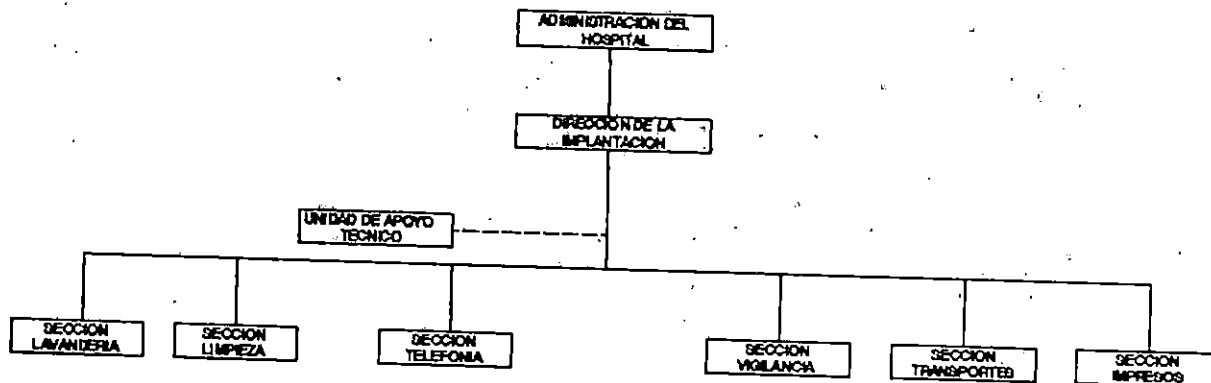 ADMINISTRACION DEL
HOSPITAL
DIRECCION DE LA
IMPLANTACION
UNIDAD DE APOYO
TECNICO
SECCION
LAVANDERIA
SECCION
LIMPIEZA
SECCION
TELEFONIA
SECCION
VIGILANCIA
SECCION
TRANSPORTES
SECCION
IMPRESOS